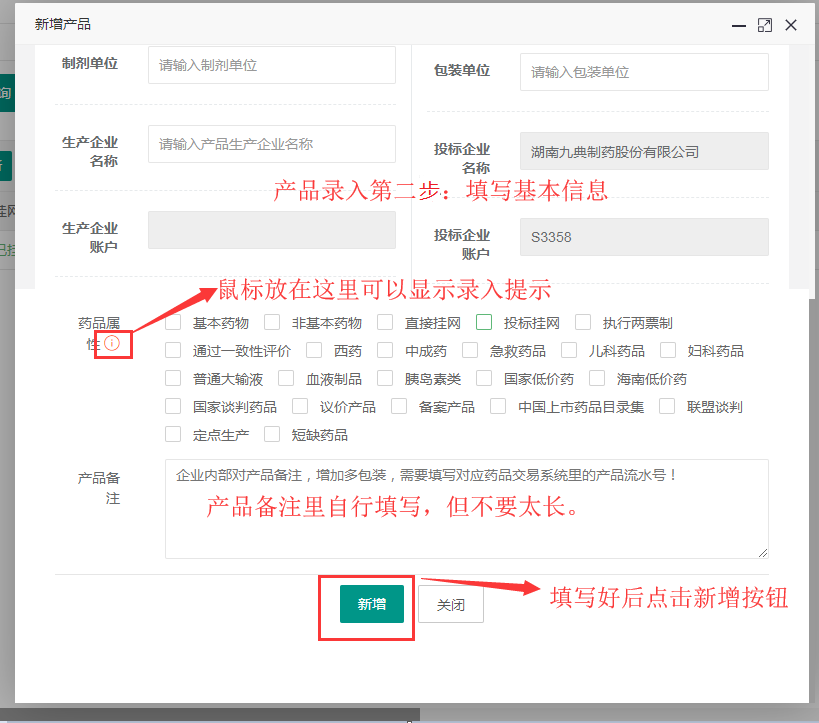 新增产品
询
制剂单位
请输入制剂单位
包装单位
请输入包装单位
生产企业
名称
请输入产品生产企业名称
投标企业
名称
湖南九典制药股份有限公司
产品录入第二步：填写基本信息
生产企业
账户
投标企业
账户
S3358
挂网
已挂
鼠标放在这里可以显示录入提示
药品属
性
基本药物 非基本药物 直接挂网 投标挂网 执行两票制
通过一致性评价 西药 中成药 急救药品 儿科药品 妇科药品
普通大输液 血液制品 胰岛素类 国家低价药 海南低价药
国家谈判药品 议价产品 备案产品 中国上市药品目录集 联盟谈判
定点生产 短缺药品
产品备
注
企业内部对产品备注，增加多包装，需要填写对应药品交易系统里的产品流水号！
产品备注里自行填写，但不要太长。
新增
关闭
填写好后点击新增按钮